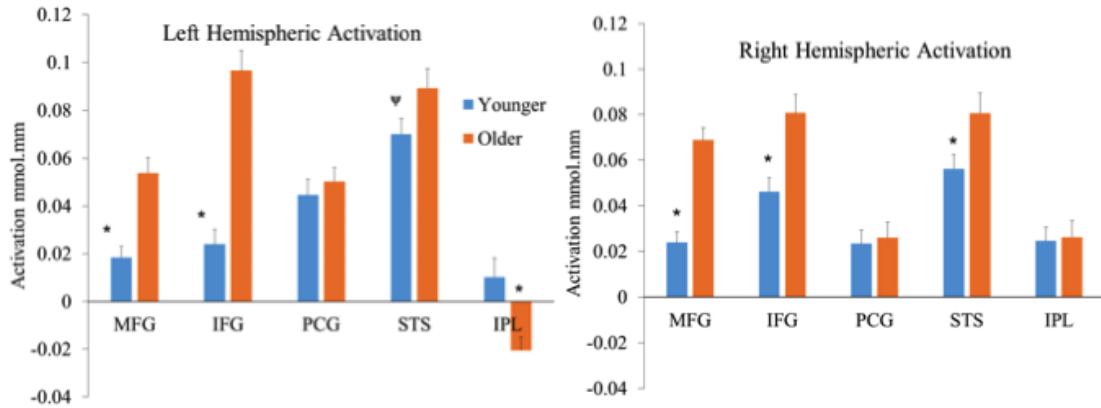 Left Hemispheric Activation
Activation mmol.mm
0.12
0.1
0.08
0.06
0.04
0.02
0
-0.02
-0.04
* * Ψ *
Younger
Older
MFG IFG PCG STS IPL
Right Hemispheric Activation
Activation mmol.mm
0.12
0.1
0.08
0.06
0.04
0.02
0
-0.02
-0.04
* * *
MFG IFG PCG STS IPL